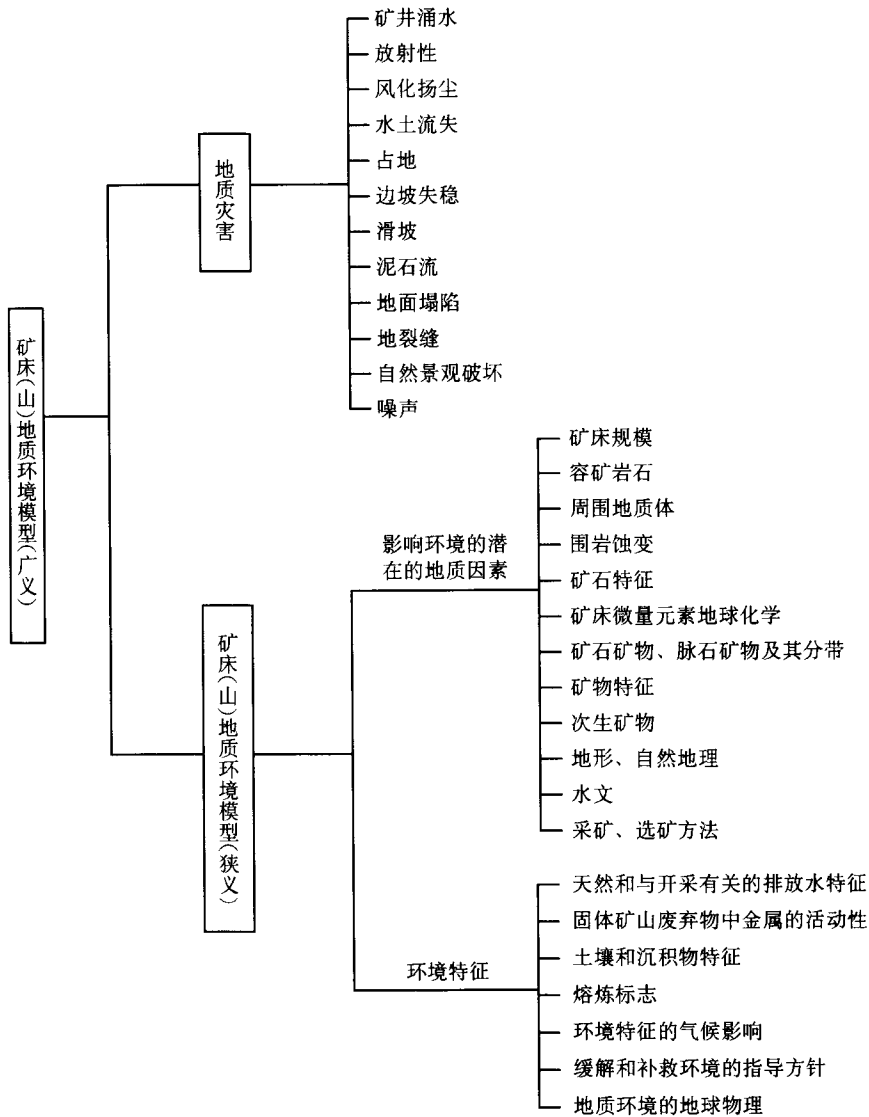 矿床(山)地质环境模型(广义)
地质灾害
矿井涌水
放射性
风化扬尘
水土流失
占地
边坡失稳
滑坡
泥石流
地面塌陷
地裂缝
自然景观破坏
噪声
矿床(山)地质环境模型(狭义)
影响环境的潜
在的地质因素
矿床规模
容矿岩石
周围地质体
围岩蚀变
矿石特征
矿床微量元素地球化学
矿石矿物、脉石矿物及其分带
矿物特征
次生矿物
地形、自然地理
水文
采矿、选矿方法
环境特征
天然和与开采有关的排放水特征
固体矿山废弃物中金属的活动性
土壤和沉积物特征
熔炼标志
环境特征的气候影响
缓解和补救环境的指导方针
地质环境的地球物理